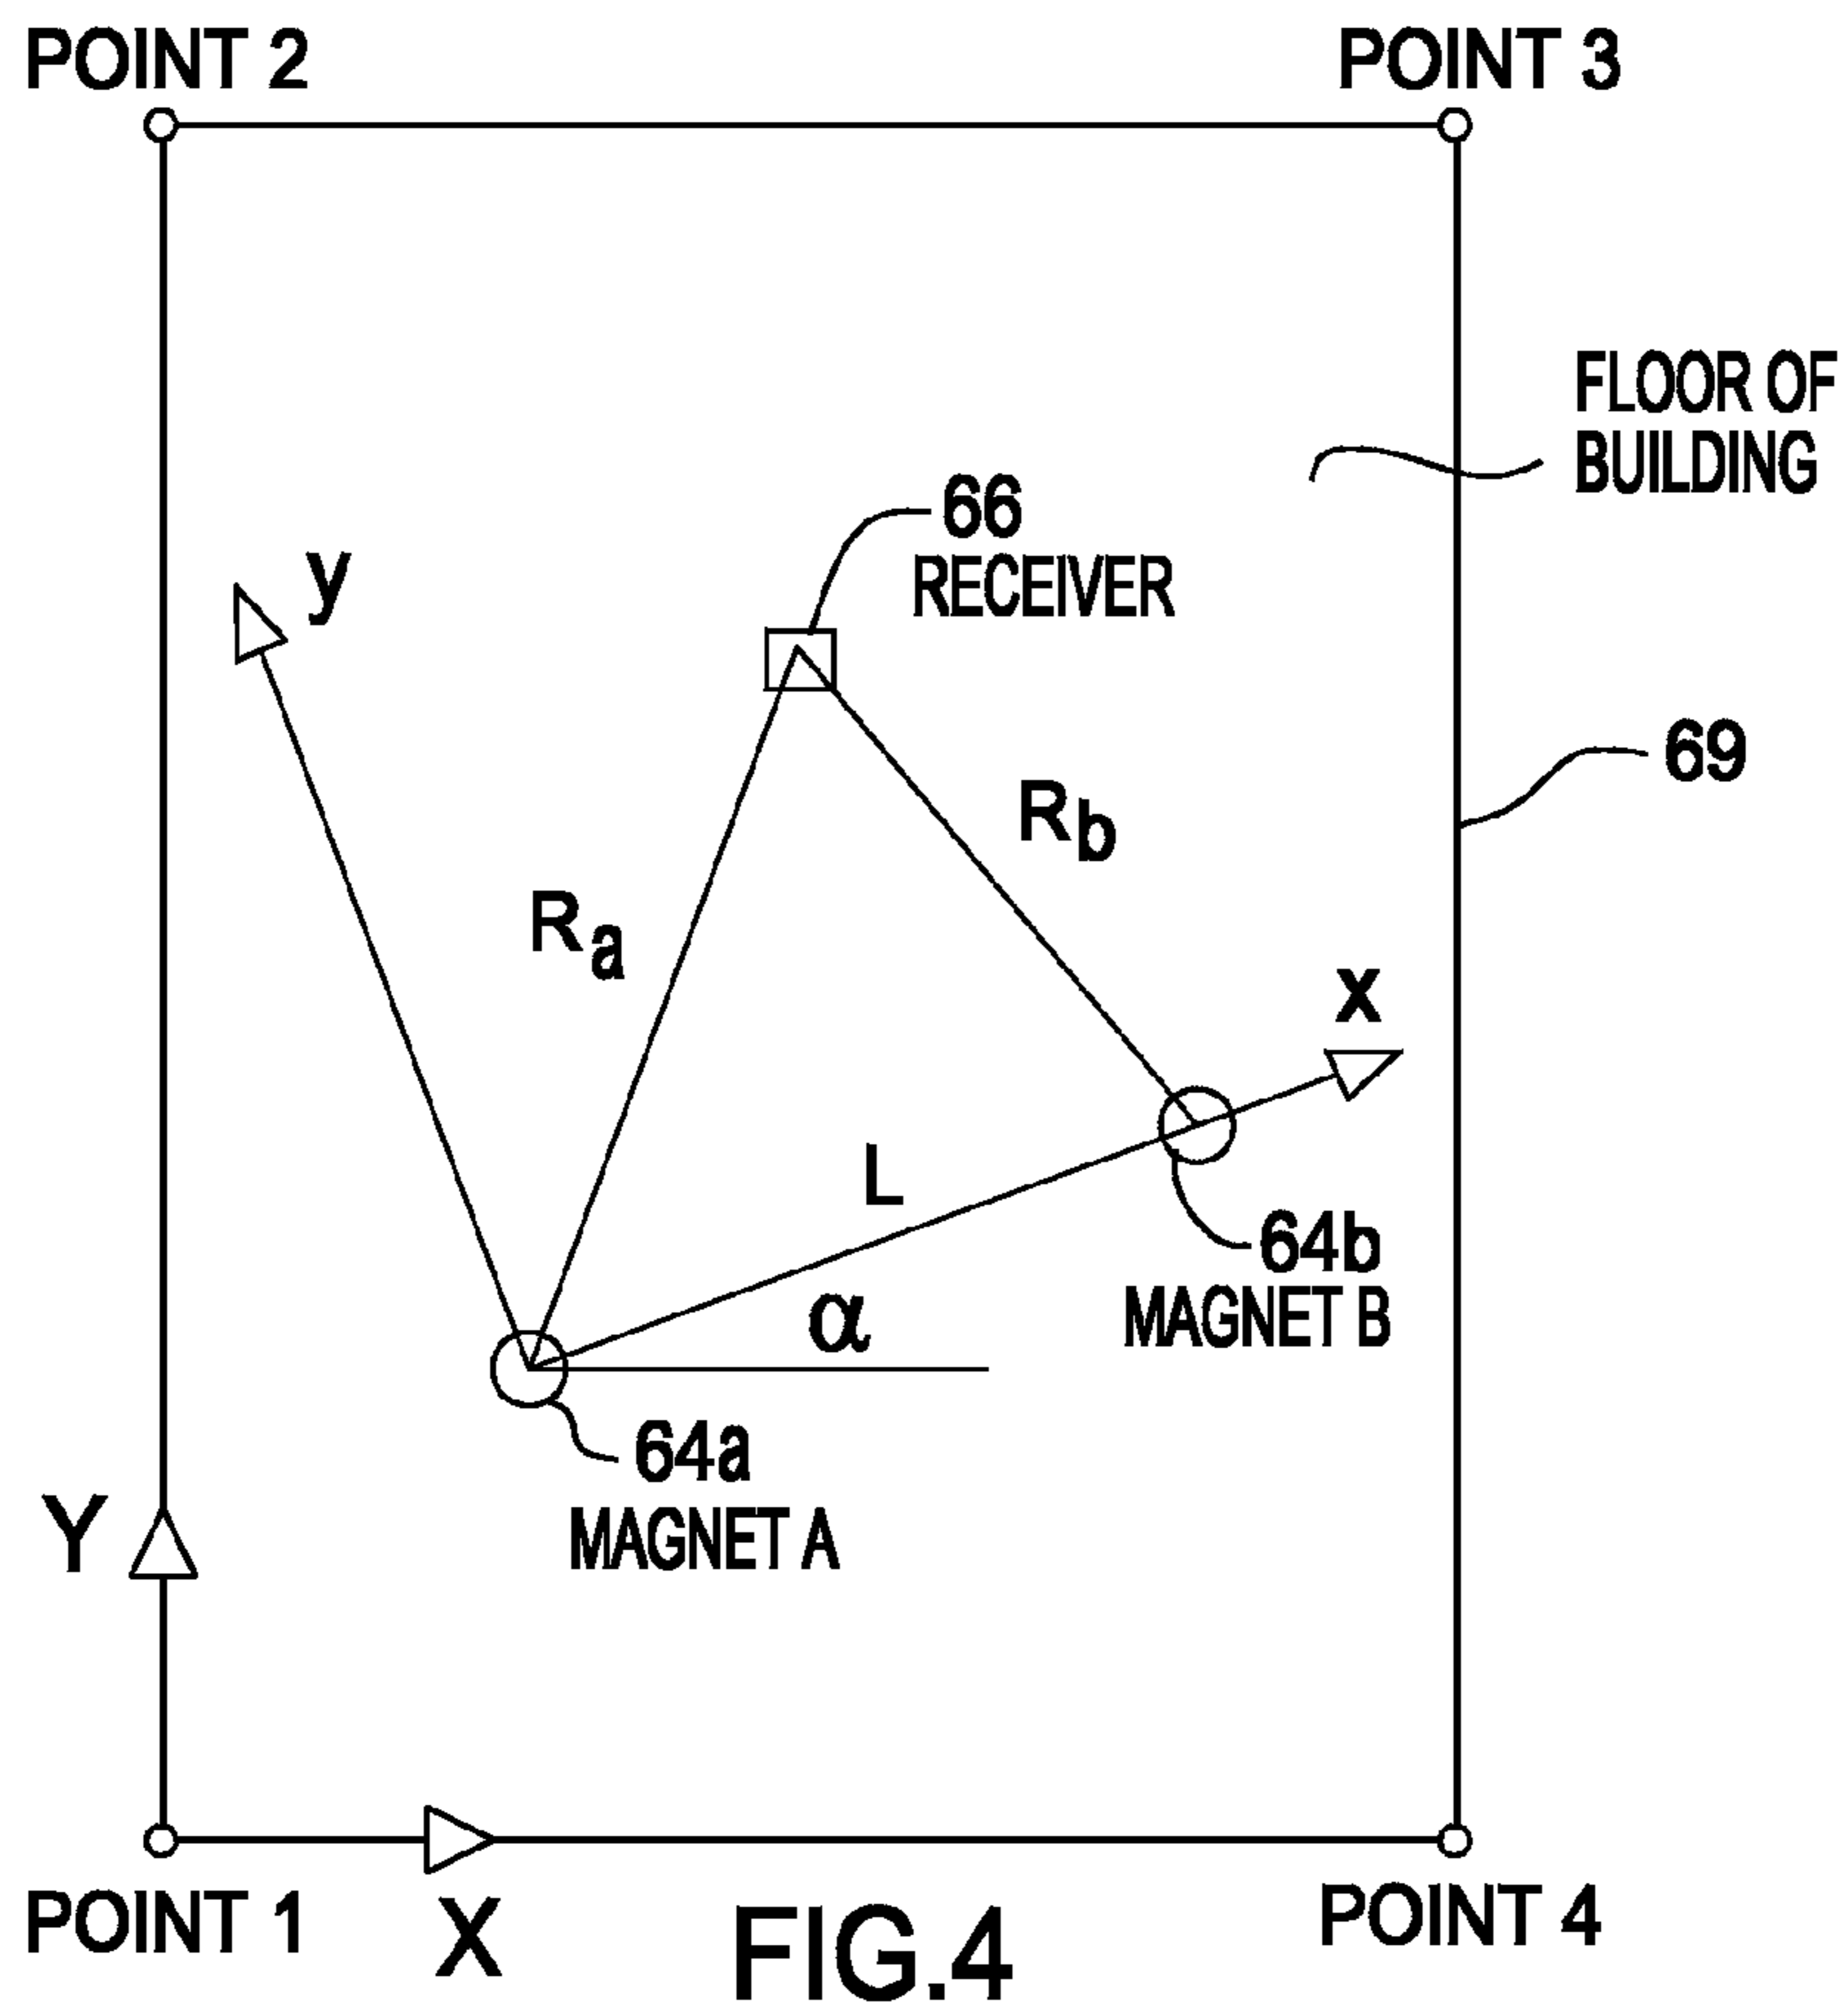 POINT 2
POINT 3
FLOOR OF
BUILDING
66
RECEIVER
y
69
Rb
Ra
x
L
64b
MAGNET B
α
64a
MAGNET A
Y
POINT 1
X
POINT 4
FIG.4